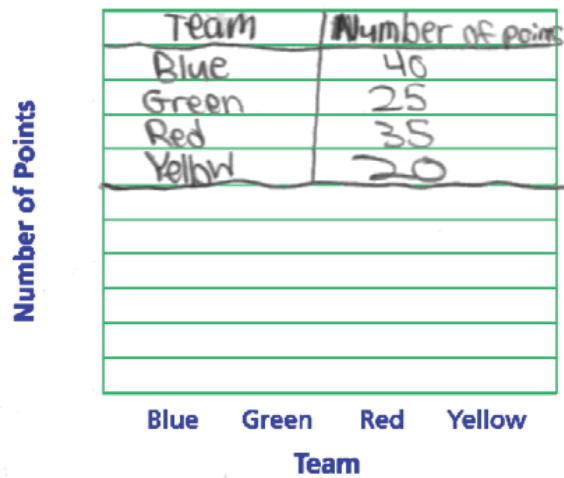 Team Number of points
Blue 40
Green 25
Red 35
Yellow 20
Number of Points
Blue Green Red Yellow
Team